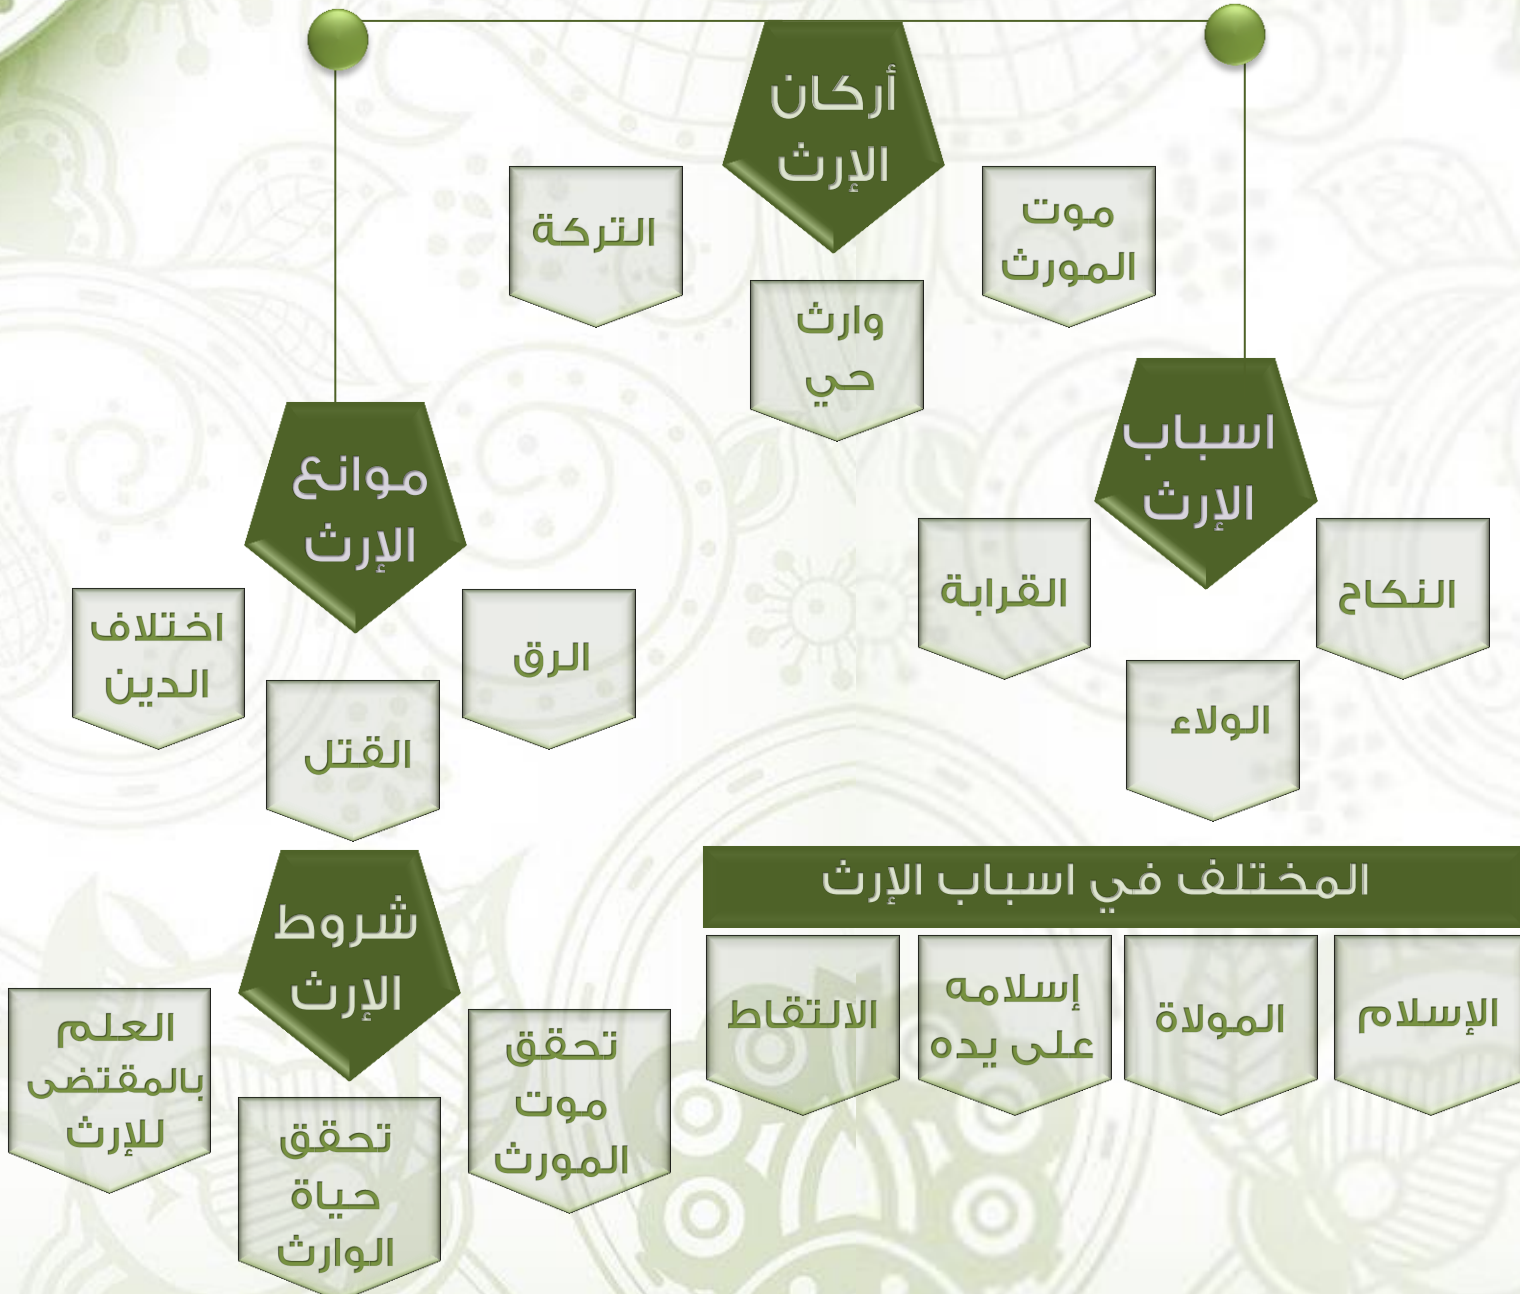 أركان
الإرث
موت
المورث
وارث
حي
التركة
اسباب
الإرث
النكاح
الولاء
القرابة
موانع
الإرث
الرق
القتل
اختلاف
الدين
المختلف في اسباب الإرث
الإسلام
المولاة
إسلامه
على يده
الالتقاط
شروط
الإرث
تحقق
موت
المورث
تحقق
حياة
الوارث
العلم
بالمقتضى
للإرث